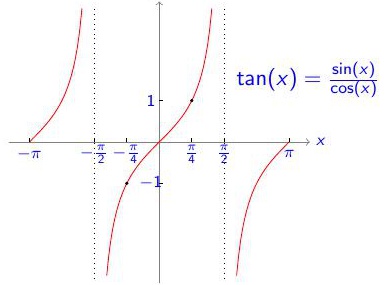 tan(x) = sin(x)/cos(x)
1
x
−π
−π/2
−π/4
π/4
π/2
π
−1